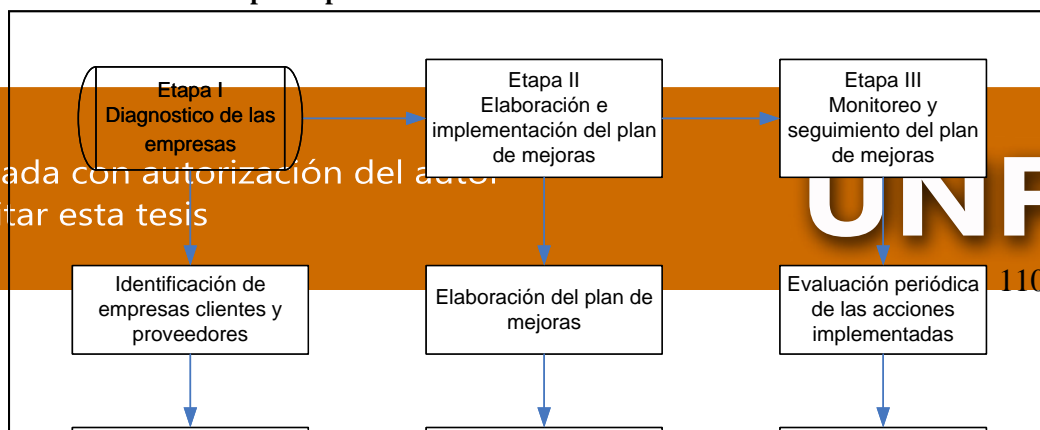 Etapa I
Diagnostico de las
empresas
Etapa II
Elaboración e
implementación del plan
de mejoras
Etapa III
Monitoreo y
seguimiento del plan
de mejoras
ada con autorización del autor
itar esta tesis
UNF
110
Identificación de
empresas clientes y
proveedores
Elaboración del plan de
mejoras
Evaluación periódica
de las acciones
implementadas